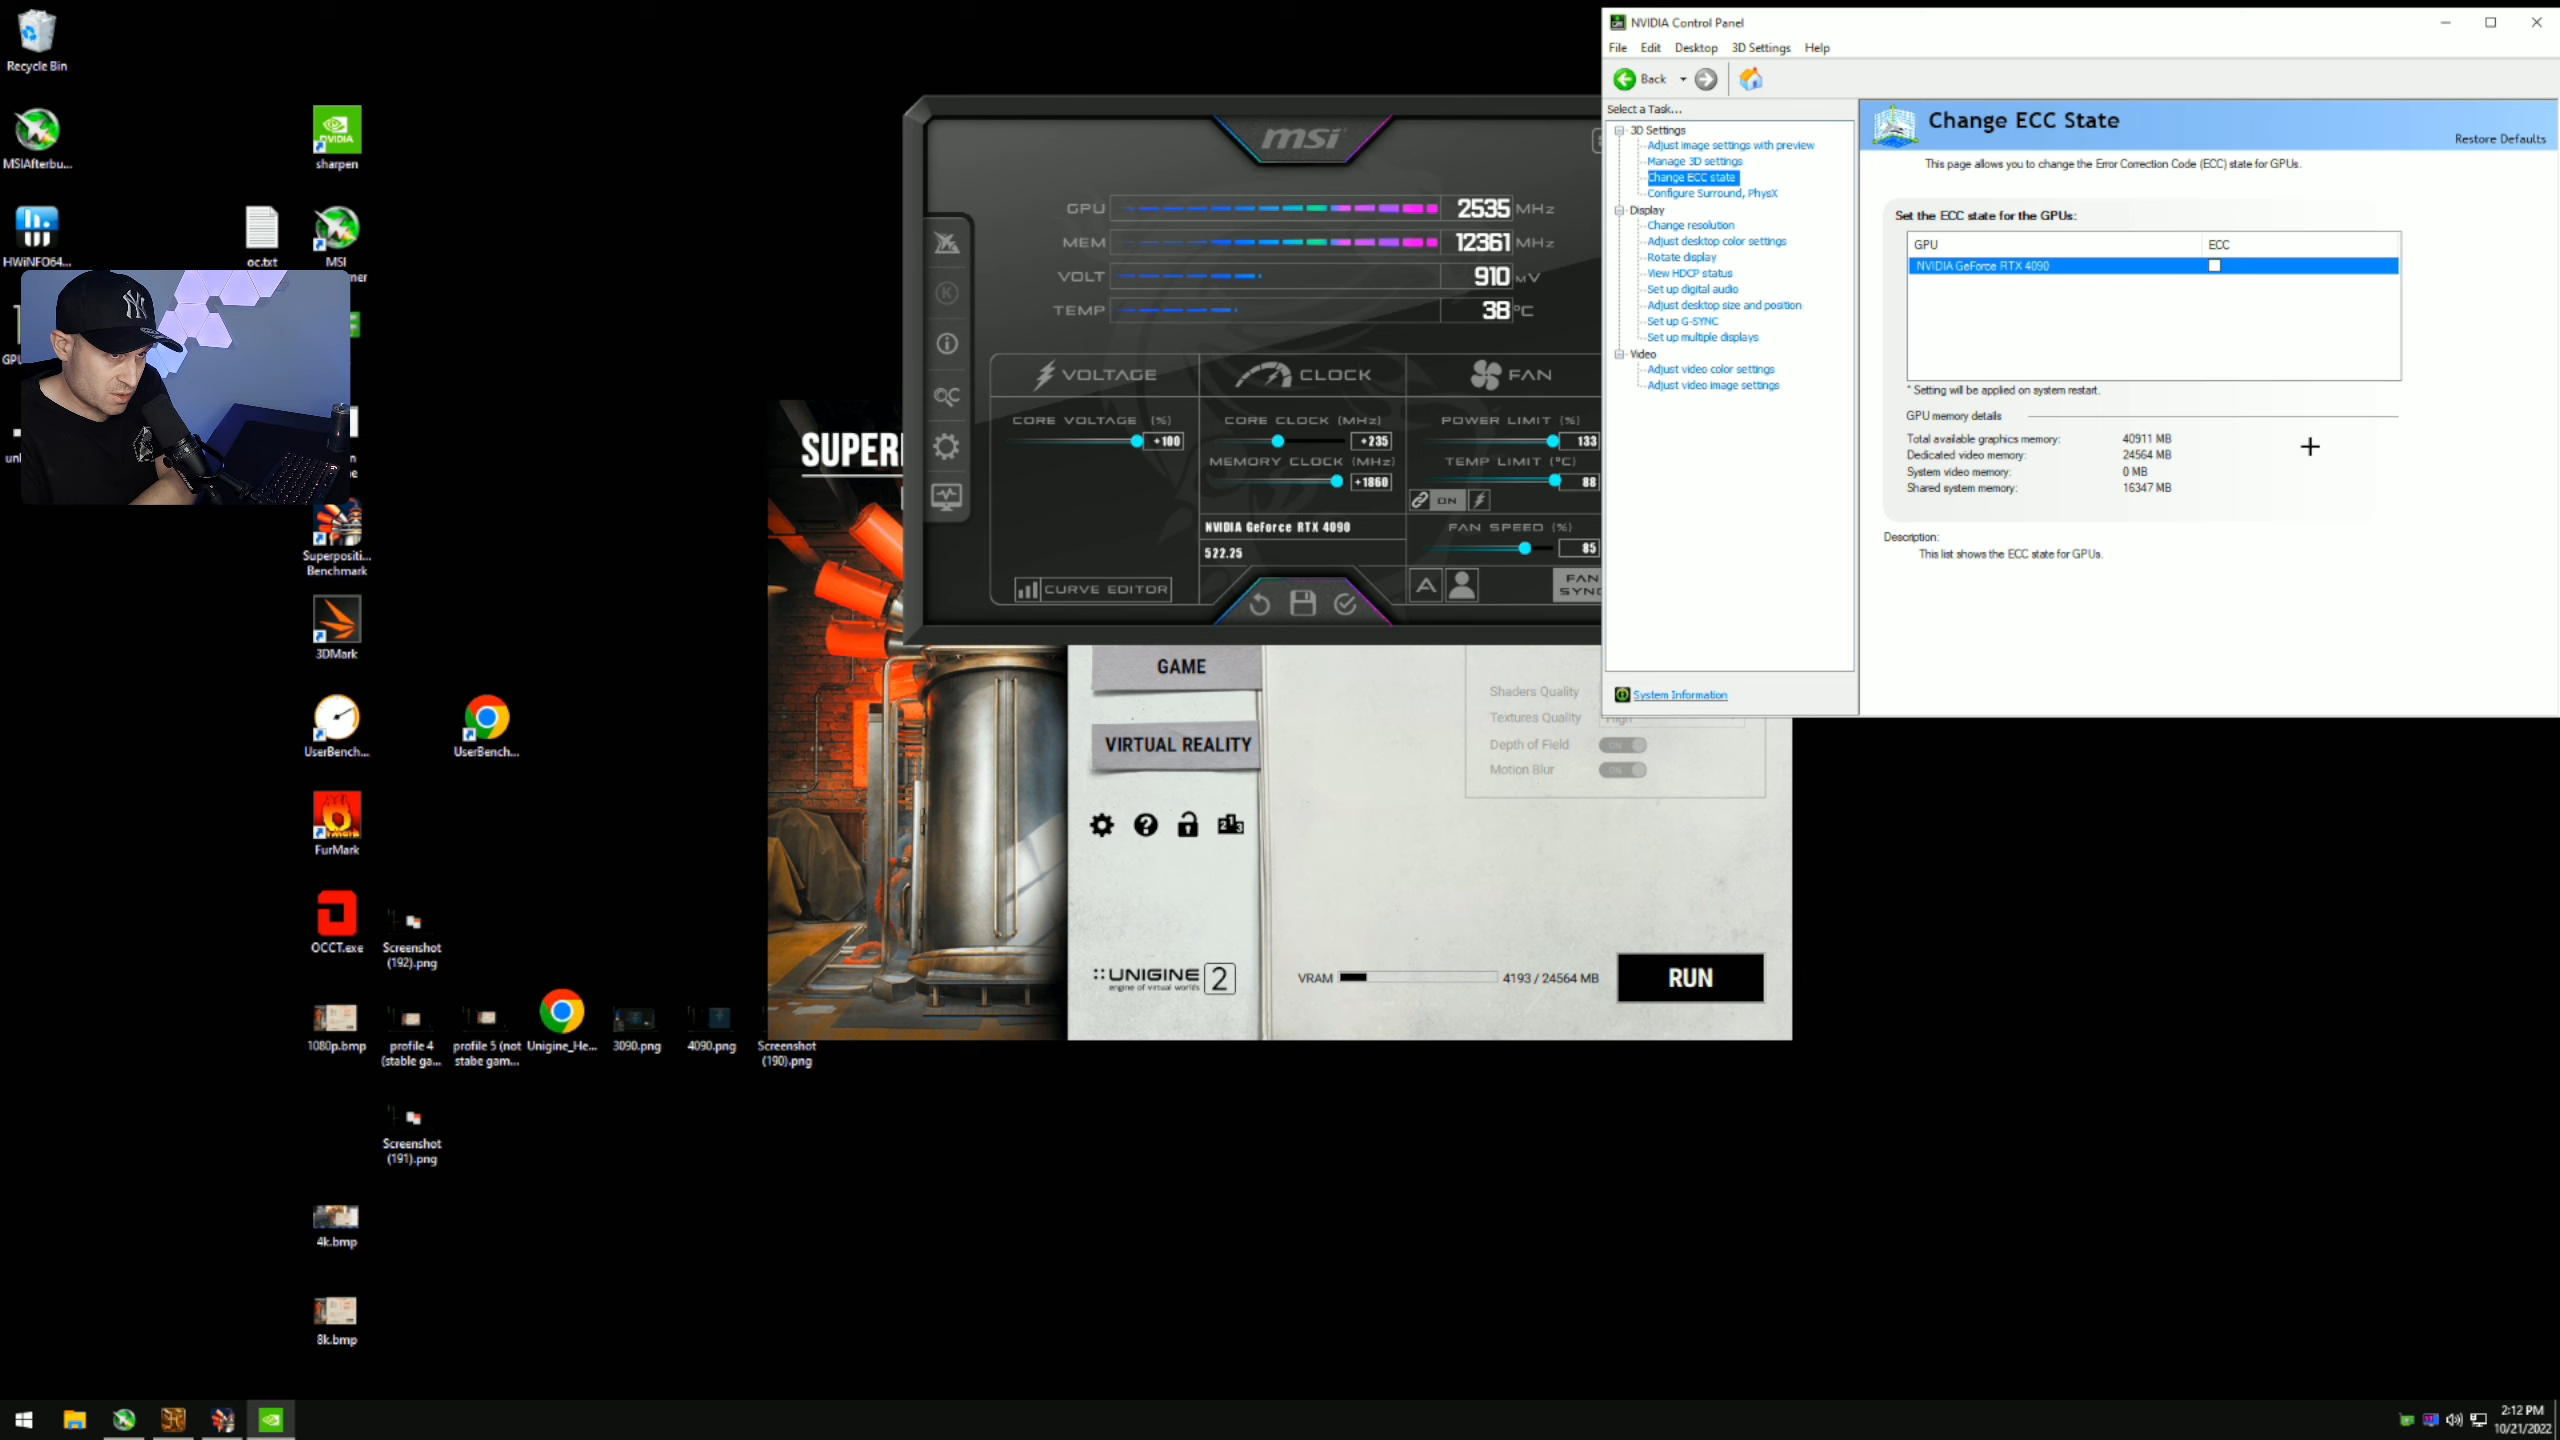 Recycle Bin
MSIAfterbu...
HWiNFO64...
oc.txt
sharpen
MSI
Superpositi...
Benchmark
3DMark
UserBench...
UserBench...
FurMark
OCCT.exe
Screenshot
(192).png
1080p.bmp
profile 4
(stable ga...
profile 5 (not
stabe gam...
Unigine_He...
3090.png
4090.png
Screenshot
(190).png
Screenshot
(191).png
4k.bmp
8k.bmp
msi
GPU 2535 MHz
MEM 12361 MHz
VOLT 910 mV
TEMP 38 °C
VOLTAGE
CLOCK
FAN
CORE VOLTAGE (%)
+100
CORE CLOCK (MHz)
+235
MEMORY CLOCK (MHz)
+1860
POWER LIMIT (%)
133
TEMP LIMIT (°C)
88
ON
NVIDIA GeForce RTX 4090
522.25
FAN SPEED (%)
85
CURVE EDITOR
A
FAN
SYNC
GAME
VIRTUAL REALITY
Shaders Quality
Textures Quality
High
Depth of Field ON
Motion Blur ON
UNIGINE 2
engine of virtual worlds
VRAM 4193 / 24564 MB
RUN
NVIDIA Control Panel
File Edit Desktop 3D Settings Help
Back
Select a Task...
3D Settings
Adjust image settings with preview
Manage 3D settings
Change ECC state
Configure Surround, PhysX
Display
Change resolution
Adjust desktop color settings
Rotate display
View HDCP status
Set up digital audio
Adjust desktop size and position
Set up G-SYNC
Set up multiple displays
Video
Adjust video color settings
Adjust video image settings
System Information
Change ECC State
Restore Defaults
This page allows you to change the Error Correction Code (ECC) state for GPUs.
Set the ECC state for the GPUs:
GPU ECC
NVIDIA GeForce RTX 4090
* Setting will be applied on system restart.
GPU memory details
Total available graphics memory: 40911 MB
Dedicated video memory: 24564 MB
System video memory: 0 MB
Shared system memory: 16347 MB
Description:
This list shows the ECC state for GPUs.
2:12 PM
10/21/2022